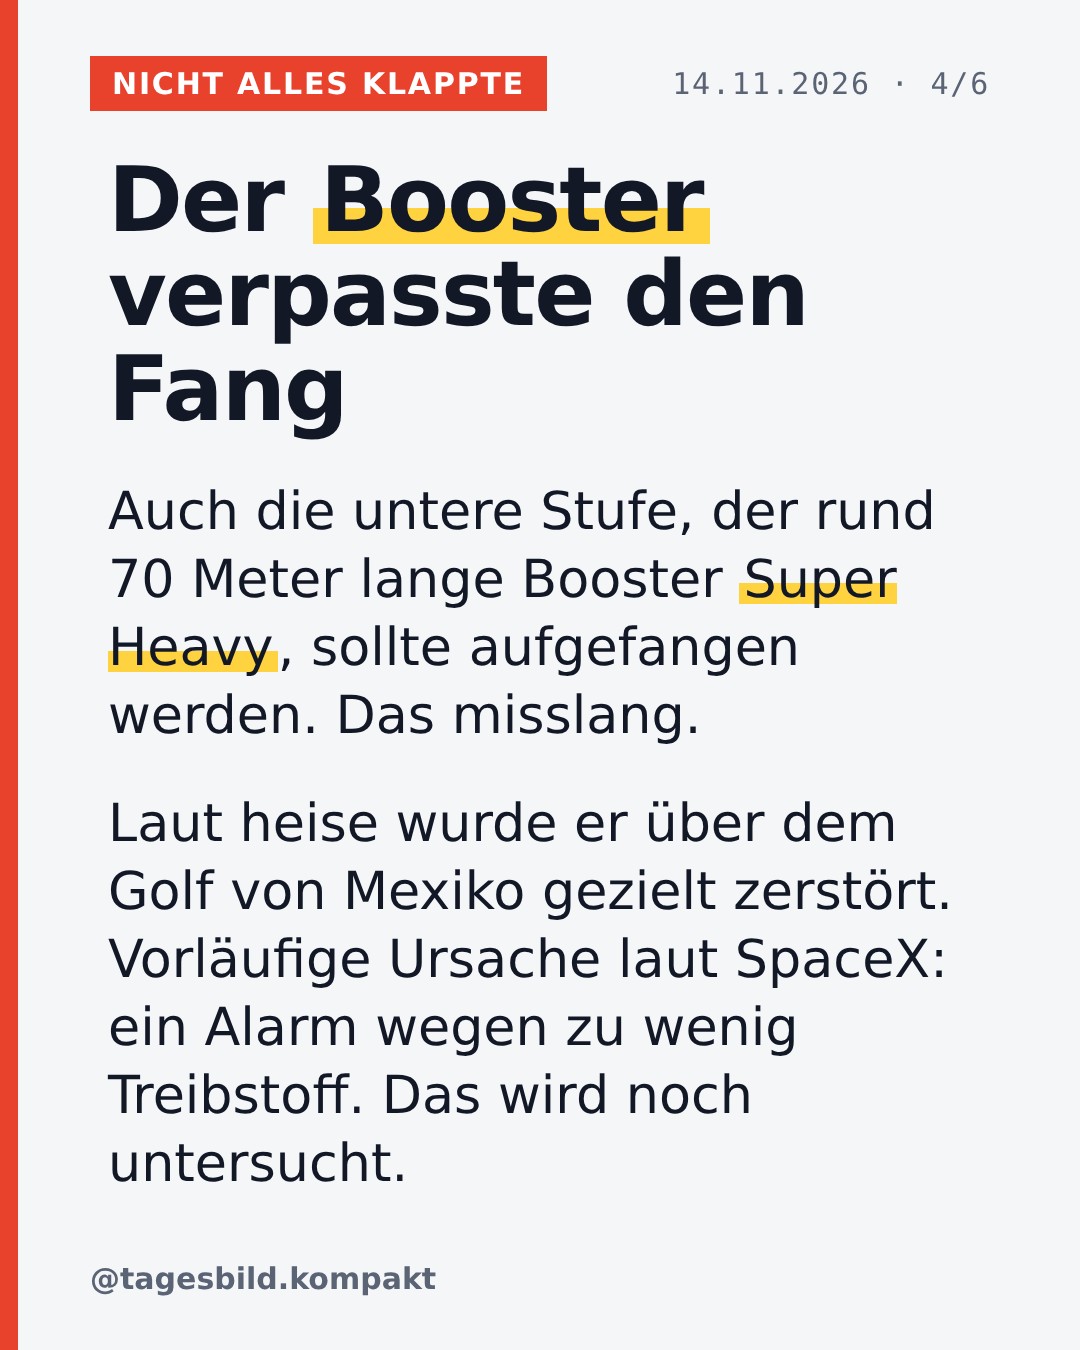 NICHT ALLES KLAPPTE
14.11.2026 · 4/6
Der Booster
verpasste den
Fang
Auch die untere Stufe, der rund
70 Meter lange Booster Super
Heavy, sollte aufgefangen
werden. Das misslang.
Laut heise wurde er über dem
Golf von Mexiko gezielt zerstört.
Vorläufige Ursache laut SpaceX:
ein Alarm wegen zu wenig
Treibstoff. Das wird noch
untersucht.
@tagesbild.kompakt